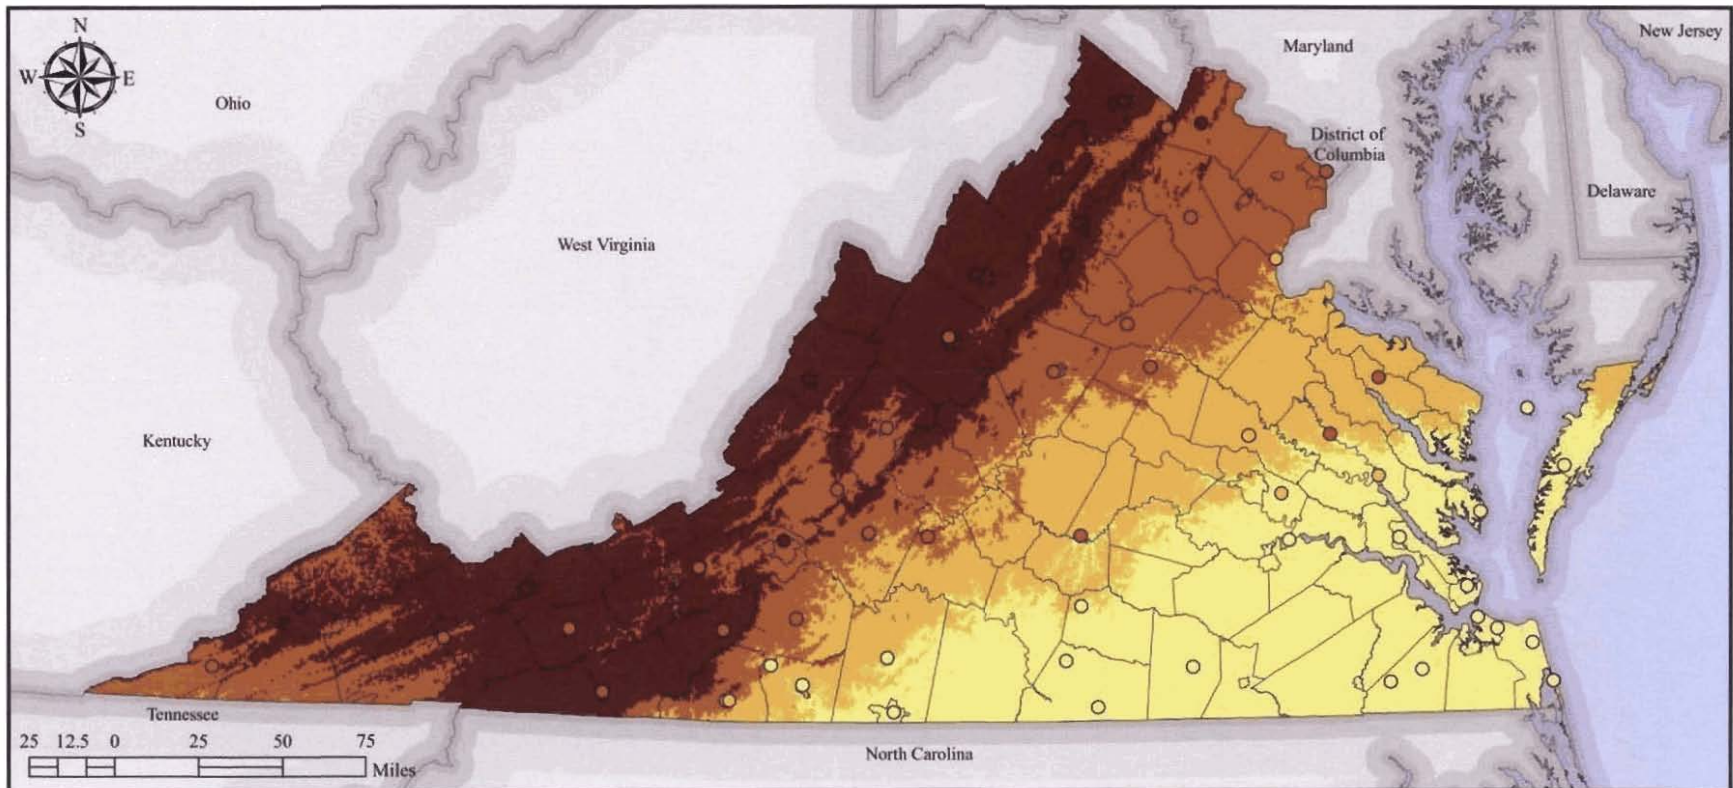 New Jersey
Maryland
N
W E
S
Ohio
District of
Columbia
Delaware
West Virginia
Kentucky
Tennessee
North Carolina
25 12.5 0 25 50 75
Miles